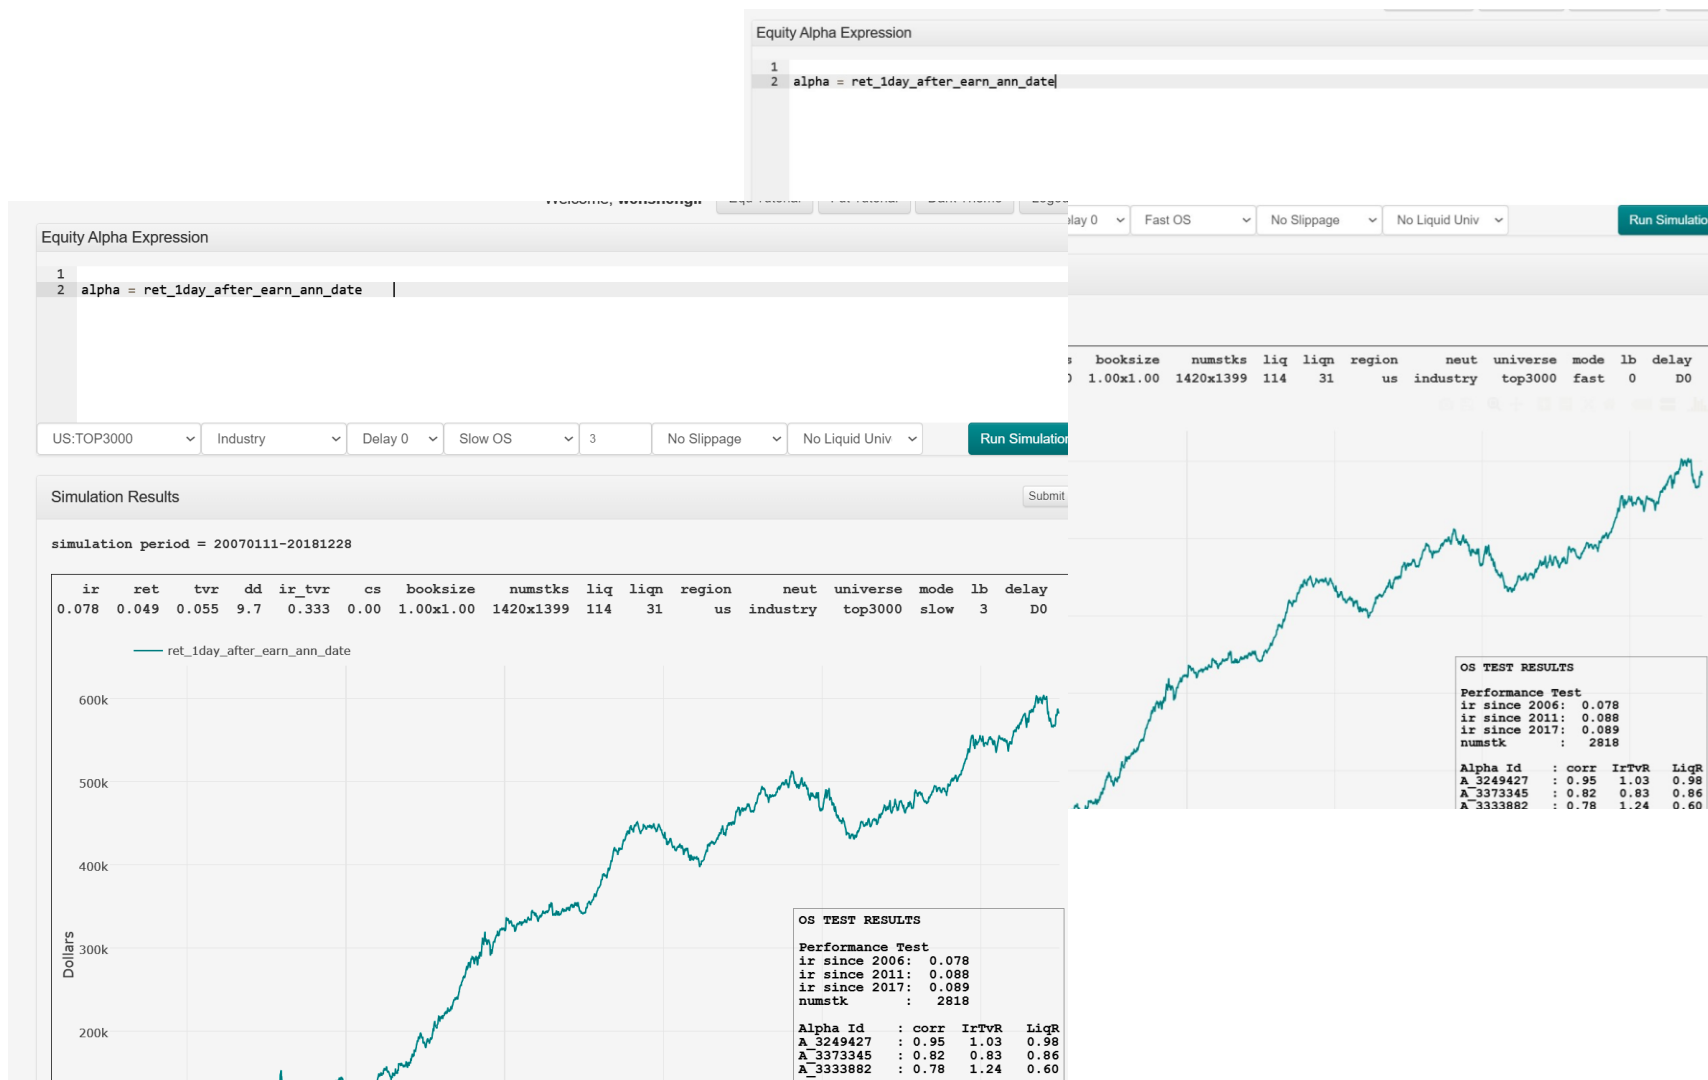 Equity Alpha Expression
1
2 alpha = ret_1day_after_earn_ann_date
Delay 0 Fast OS No Slippage No Liquid Univ Run Simulatio
booksize numstks liq liqn region neut universe mode lb delay
1.00x1.00 1420x1399 114 31 us industry top3000 fast 0 D0
OS TEST RESULTS
Performance Test
ir since 2006: 0.078
ir since 2011: 0.088
ir since 2017: 0.089
numstk : 2818
Alpha Id : corr IrTvR LiqR
A_3249427 : 0.95 1.03 0.98
A_3373345 : 0.82 0.83 0.86
A_3333882 : 0.78 1.24 0.60
Welcome,
Equity Alpha Expression
1
2 alpha = ret_1day_after_earn_ann_date
US:TOP3000 Industry Delay 0 Slow OS 3 No Slippage No Liquid Univ Run Simulation
Simulation Results Submit
simulation period = 20070111-20181228
ir ret tvr dd ir_tvr cs booksize numstks liq liqn region neut universe mode lb delay
0.078 0.049 0.055 9.7 0.333 0.00 1.00x1.00 1420x1399 114 31 us industry top3000 slow 3 D0
ret_1day_after_earn_ann_date
600k
500k
400k
300k
200k
Dollars
OS TEST RESULTS
Performance Test
ir since 2006: 0.078
ir since 2011: 0.088
ir since 2017: 0.089
numstk : 2818
Alpha Id : corr IrTvR LiqR
A_3249427 : 0.95 1.03 0.98
A_3373345 : 0.82 0.83 0.86
A_3333882 : 0.78 1.24 0.60